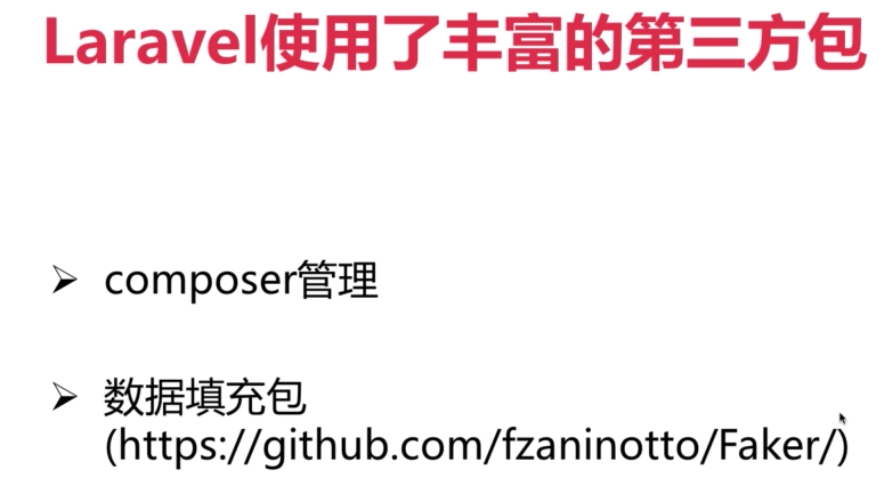 Laravel使用了丰富的第三方包
➢ composer管理
➢ 数据填充包
(https://github.com/fzaninotto/Faker/)